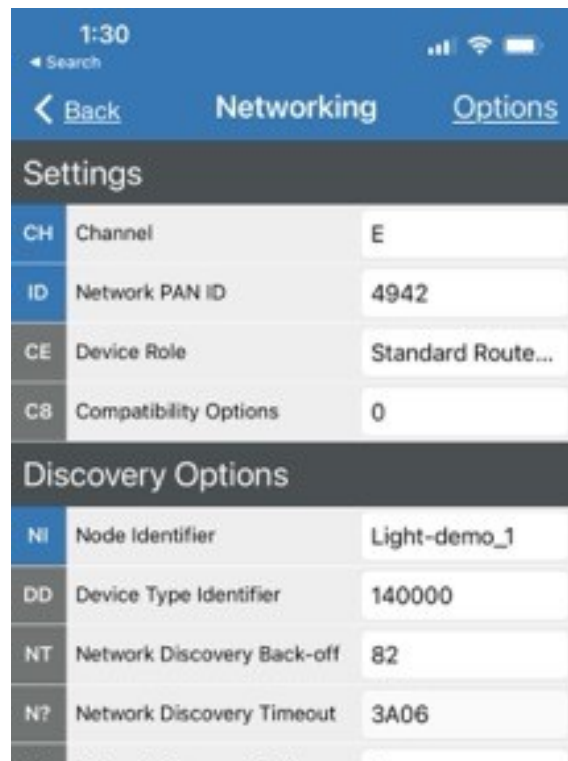 1:30
Search
Back Networking Options
Settings
CH Channel E
ID Network PAN ID 4942
CE Device Role Standard Route...
C8 Compatibility Options 0
Discovery Options
NI Node Identifier Light-demo_1
DD Device Type Identifier 140000
NT Network Discovery Back-off 82
N? Network Discovery Timeout 3A06